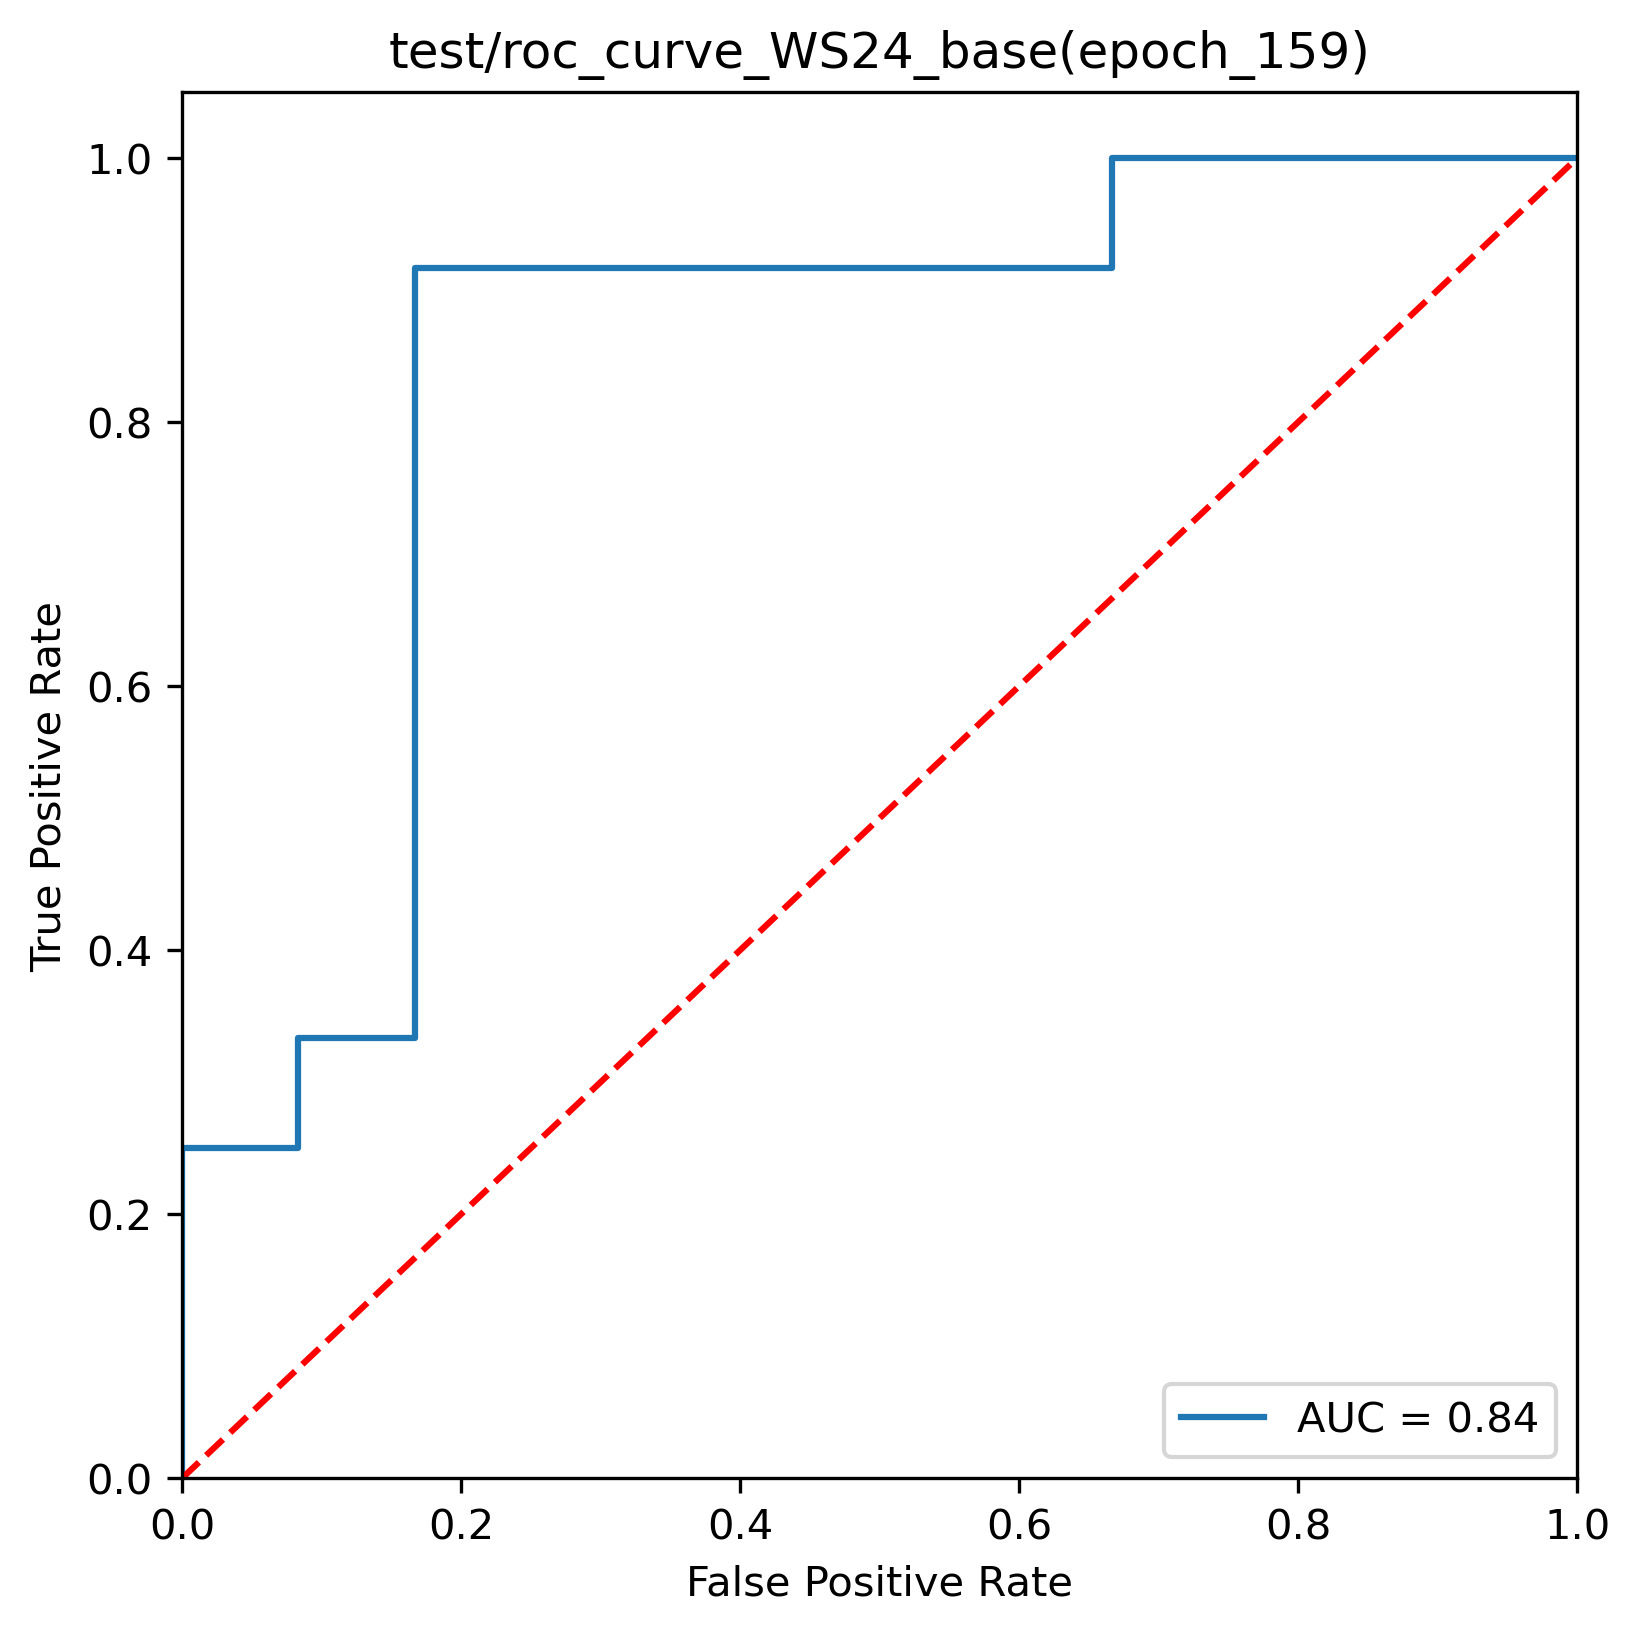 test/roc_curve_WS24_base(epoch_159)
1.0
0.8
0.6
0.4
0.2
0.0
True Positive Rate
AUC = 0.84
0.0 0.2 0.4 0.6 0.8 1.0
False Positive Rate